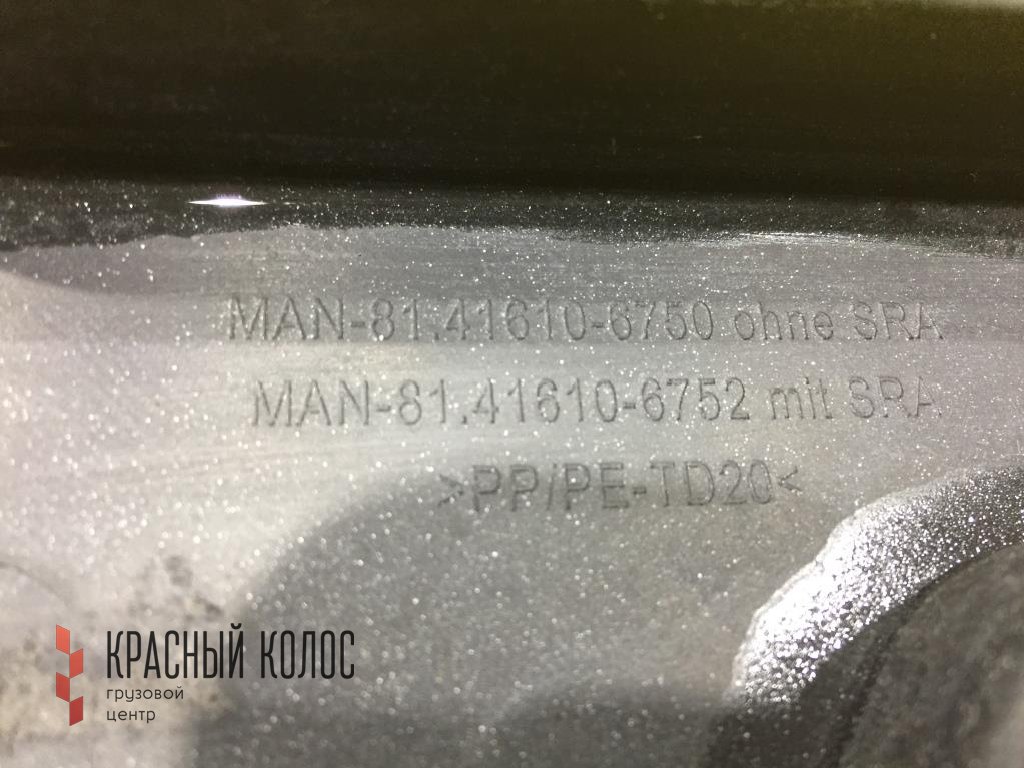 MAN-81.41610-6750 ohne SRA
MAN-81.41610-6752 mit SRA
>PP/PE-TD20<
КРАСНЫЙ КОЛОС
грузовой
центр